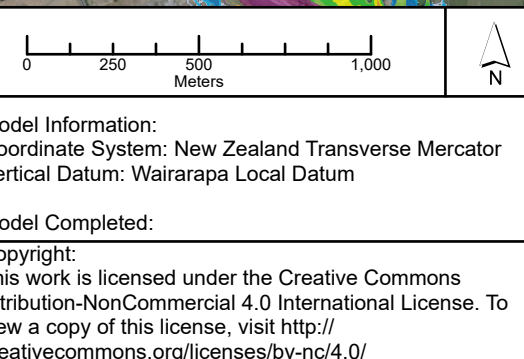 0 250 500 1,000
Meters
N
odel Information:
oordinate System: New Zealand Transverse Mercator
ertical Datum: Wairarapa Local Datum
odel Completed:
opyright:
his work is licensed under the Creative Commons
tribution-NonCommercial 4.0 International License. To
ew a copy of this license, visit http://
eativecommons.org/licenses/by-nc/4.0/